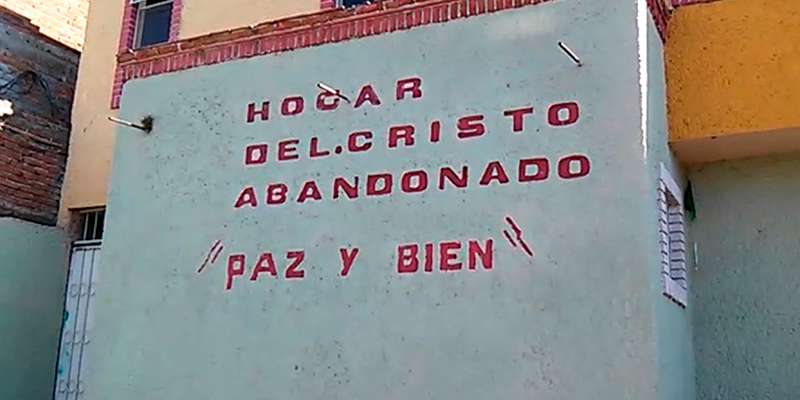 HOGAR
DEL.CRISTO
ABANDONADO
"PAZ Y BIEN"